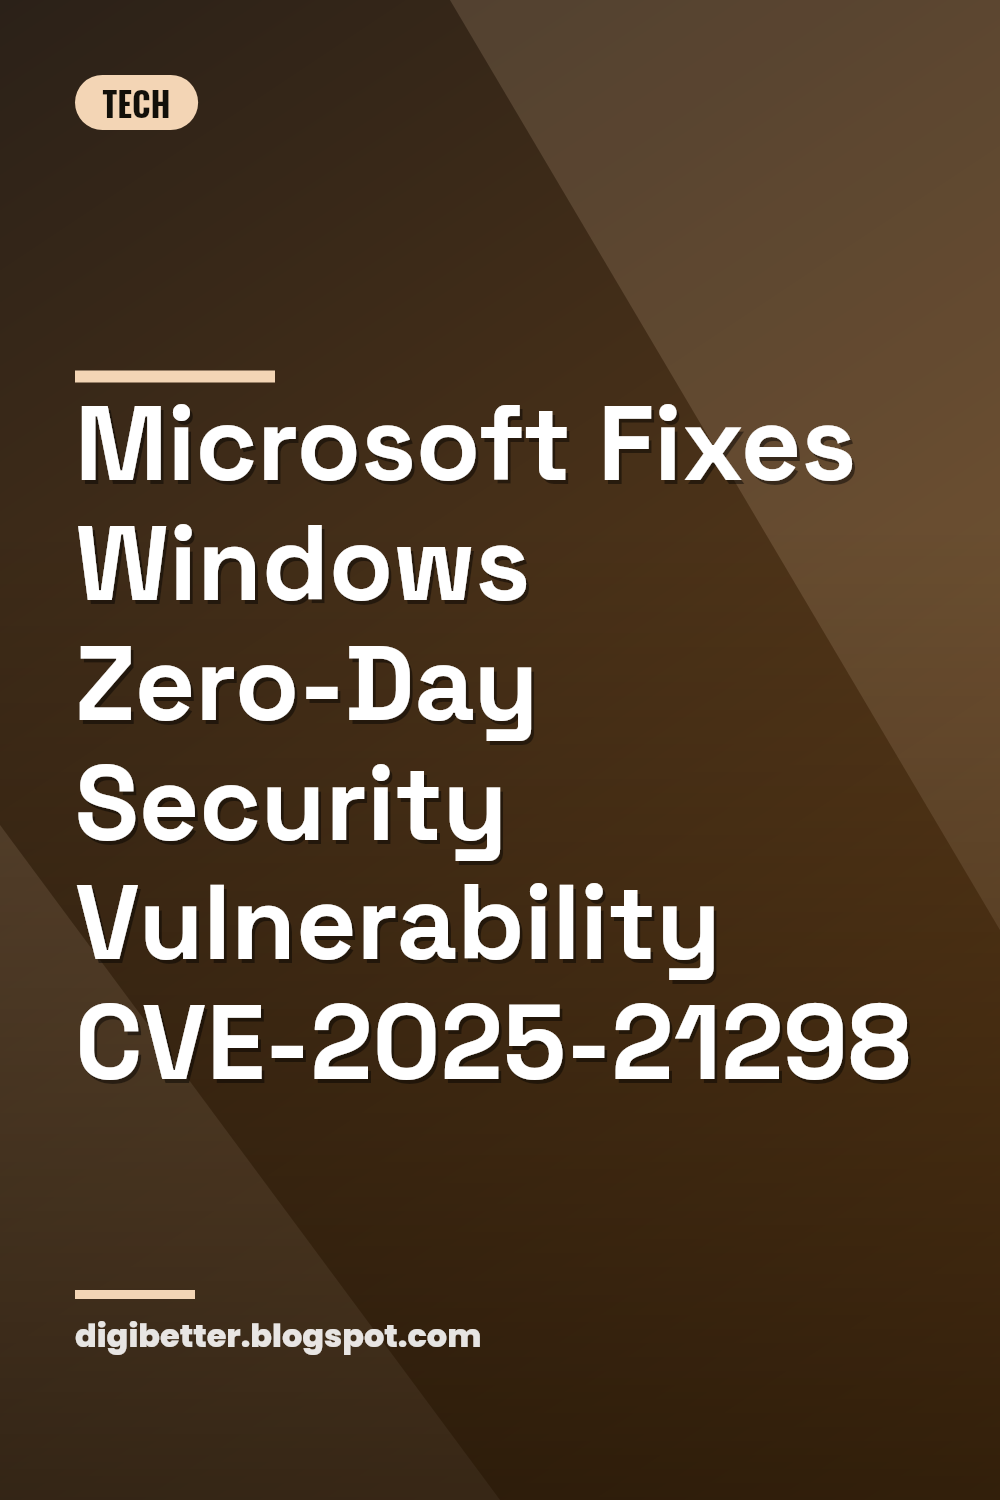 TECH
Microsoft Fixes
Windows
Zero-Day
Security
Vulnerability
CVE-2025-21298
digibetter.blogspot.com